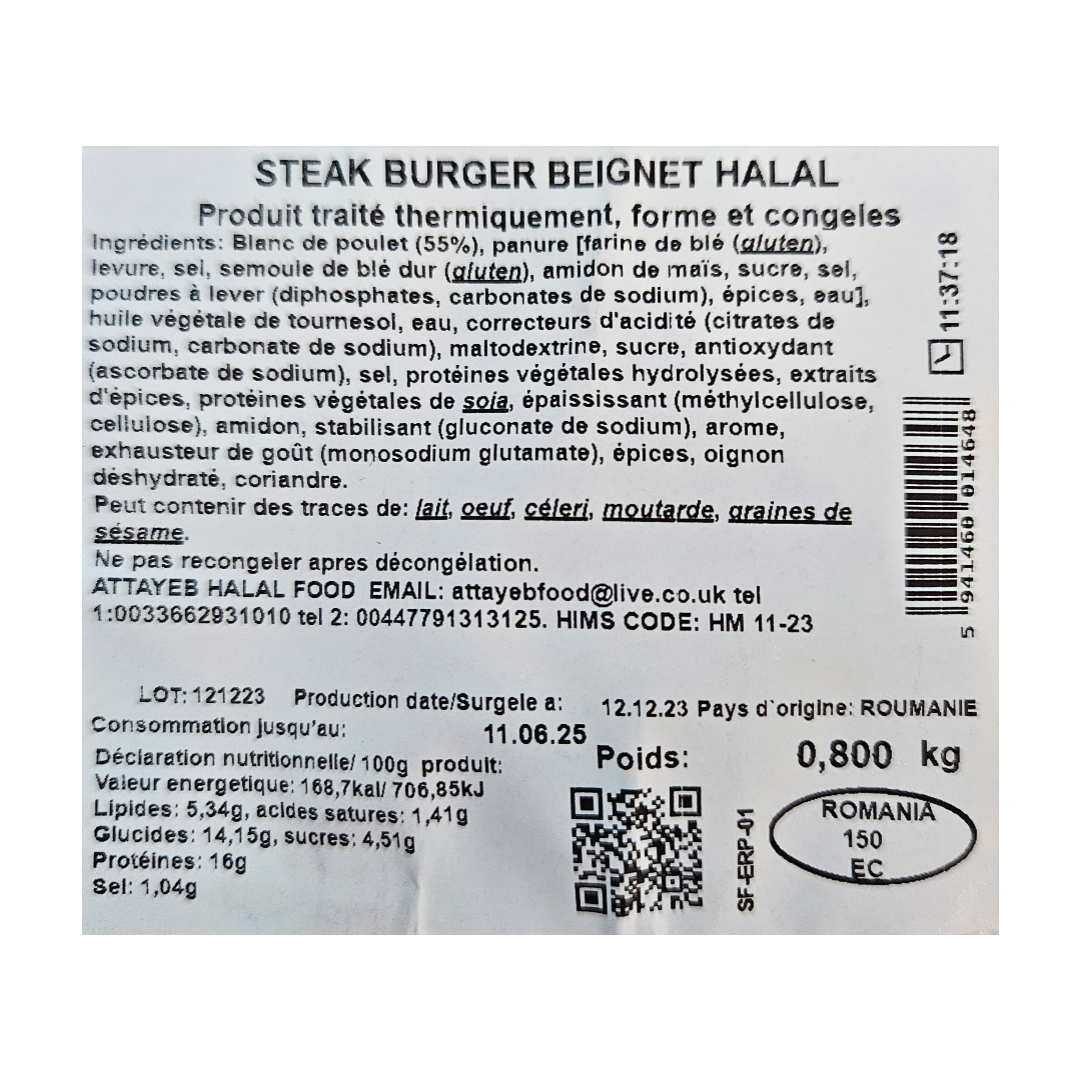 STEAK BURGER BEIGNET HALAL
Produit traité thermiquement, forme et congeles
Ingrédients: Blanc de poulet (55%), panure [farine de blé (gluten),
levure, sel, semoule de blé dur (gluten), amidon de maïs, sucre, sel,
poudres à lever (diphosphates, carbonates de sodium), épices, eau],
huile végétale de tournesol, eau, correcteurs d'acidité (citrates de
sodium, carbonate de sodium), maltodextrine, sucre, antioxydant
(ascorbate de sodium), sel, protéines végétales hydrolysées, extraits
d'épices, protéines végétales de soja, épaississant (méthylcellulose,
cellulose), amidon, stabilisant (gluconate de sodium), arome,
exhausteur de goût (monosodium glutamate), épices, oignon
déshydraté, coriandre.
Peut contenir des traces de: lait, oeuf, céleri, moutarde, graines de
sésame.
Ne pas recongeler apres décongélation.
ATTAYEB HALAL FOOD EMAIL: attayebfood@live.co.uk tel
1:0033662931010 tel 2: 00447791313125. HIMS CODE: HM 11-23
11:37:18
5 941460 014648
LOT: 121223 Production date/Surgele a: 12.12.23 Pays d`origine: ROUMANIE
Consommation jusqu'au: 11.06.25
Poids: 0,800 kg
Déclaration nutritionnelle/ 100g produit:
Valeur energetique: 168,7kal/ 706,85kJ
Lipides: 5,34g, acides satures: 1,41g
Glucides: 14,15g, sucres: 4,51g
Protéines: 16g
Sel: 1,04g
SF-ERP-01
ROMANIA
150
EC